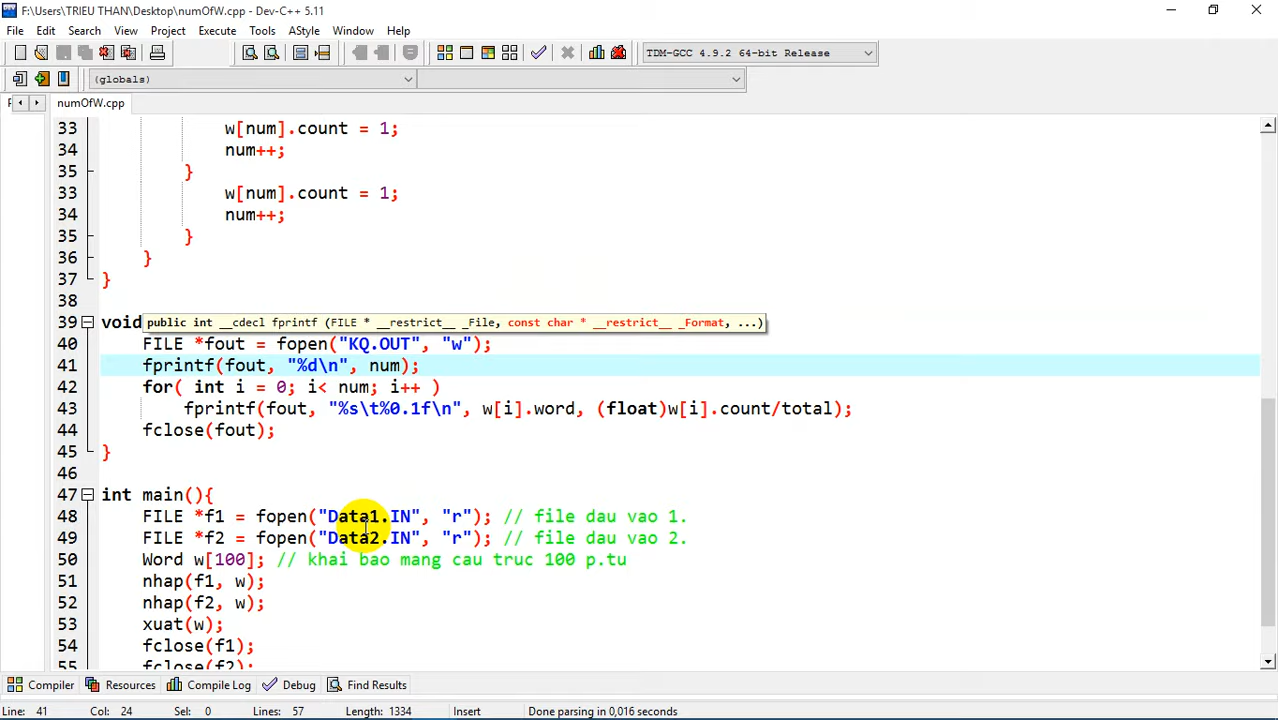 F:\Users\TRIEU THAN\Desktop\numOfW.cpp - Dev-C++ 5.11
File Edit Search View Project Execute Tools AStyle Window Help
TDM-GCC 4.9.2 64-bit Release
(globals)
numOfW.cpp
33 w[num].count = 1;
34 num++;
35 }
33 w[num].count = 1;
34 num++;
35 }
36 }
37 }
38
39 void public int __cdecl fprintf (FILE * __restrict__ _File, const char * __restrict__ _Format, ...)
40 FILE *fout = fopen("KQ.OUT", "w");
41 fprintf(fout, "%d\n", num);
42 for( int i = 0; i< num; i++ )
43 fprintf(fout, "%s\t%0.1f\n", w[i].word, (float)w[i].count/total);
44 fclose(fout);
45 }
46
47 int main(){
48 FILE *f1 = fopen("Data1.IN", "r"); // file dau vao 1.
49 FILE *f2 = fopen("Data2.IN", "r"); // file dau vao 2.
50 Word w[100]; // khai bao mang cau truc 100 p.tu
51 nhap(f1, w);
52 nhap(f2, w);
53 xuat(w);
54 fclose(f1);
55 fclose(f2);
Compiler Resources Compile Log Debug Find Results
Line: 41 Col: 24 Sel: 0 Lines: 57 Length: 1334 Insert Done parsing in 0,016 seconds